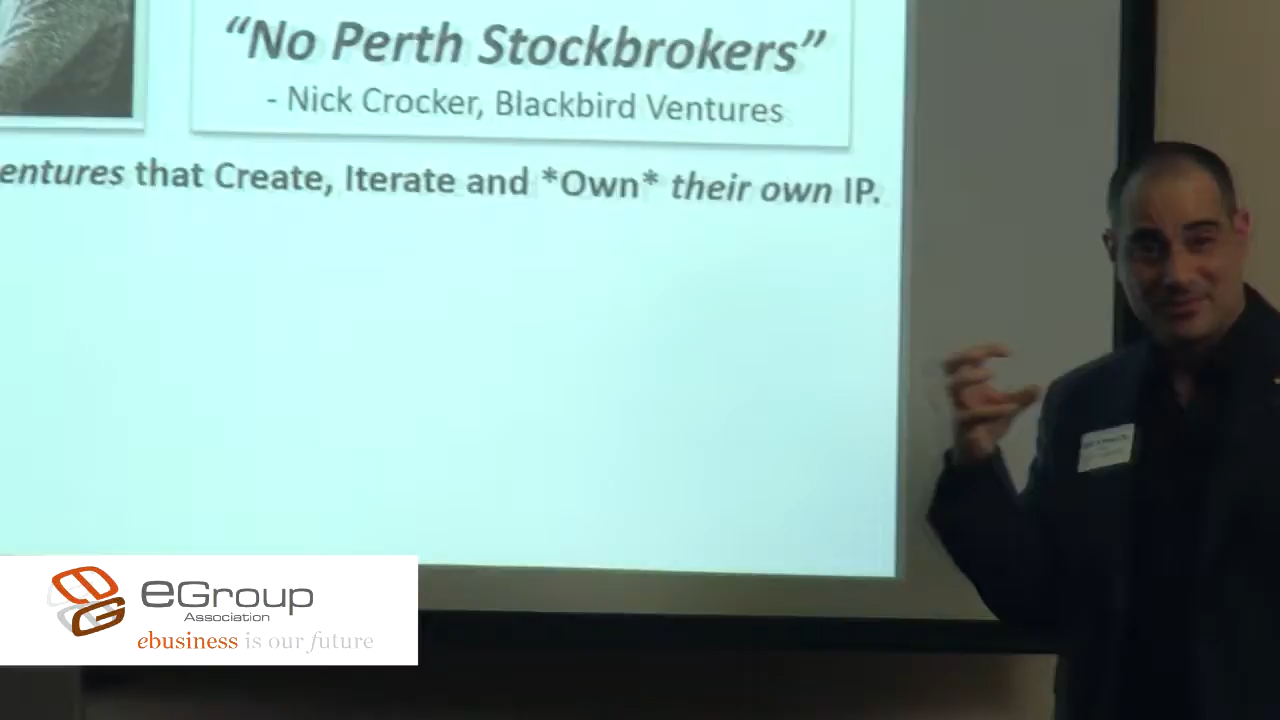 “No Perth Stockbrokers”
- Nick Crocker, Blackbird Ventures
entures that Create, Iterate and *Own* their own IP.
eGroup
Association
ebusiness is our future